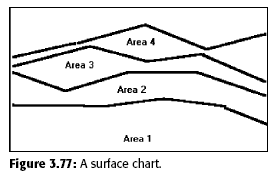 Area 4
Area 3
Area 2
Area 1
Figure 3.77: A surface chart.